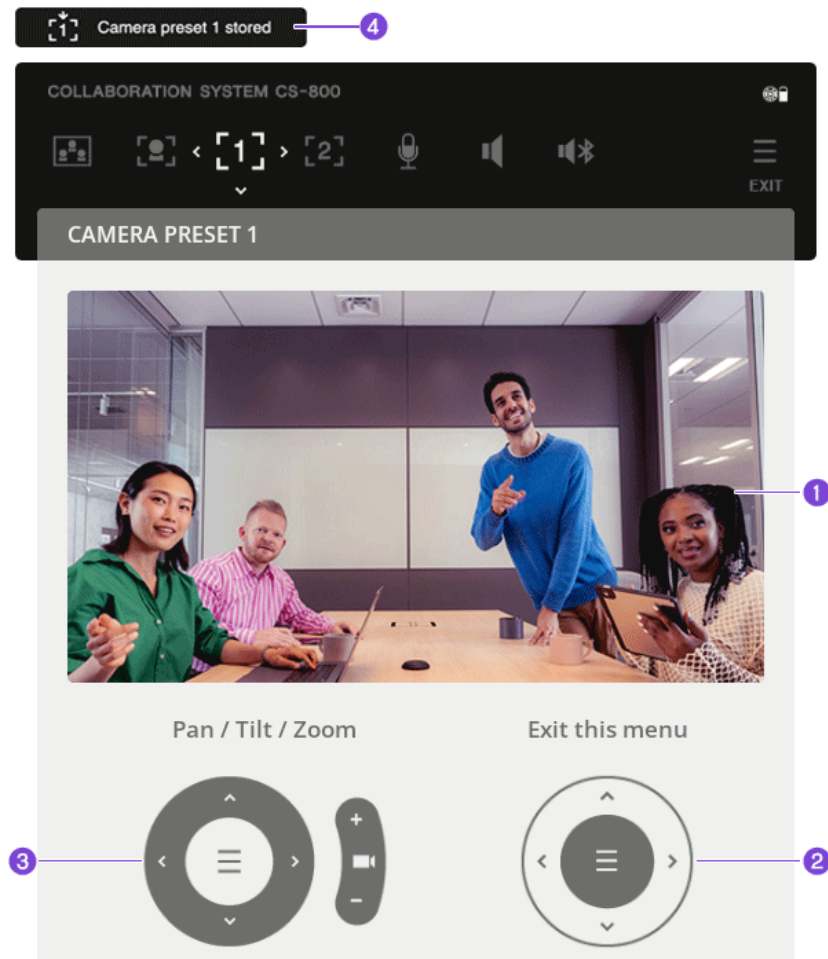 [1] Camera preset 1 stored 4
COLLABORATION SYSTEM CS-800
[1] [2]
EXIT
CAMERA PRESET 1
1
Pan / Tilt / Zoom Exit this menu
3 2